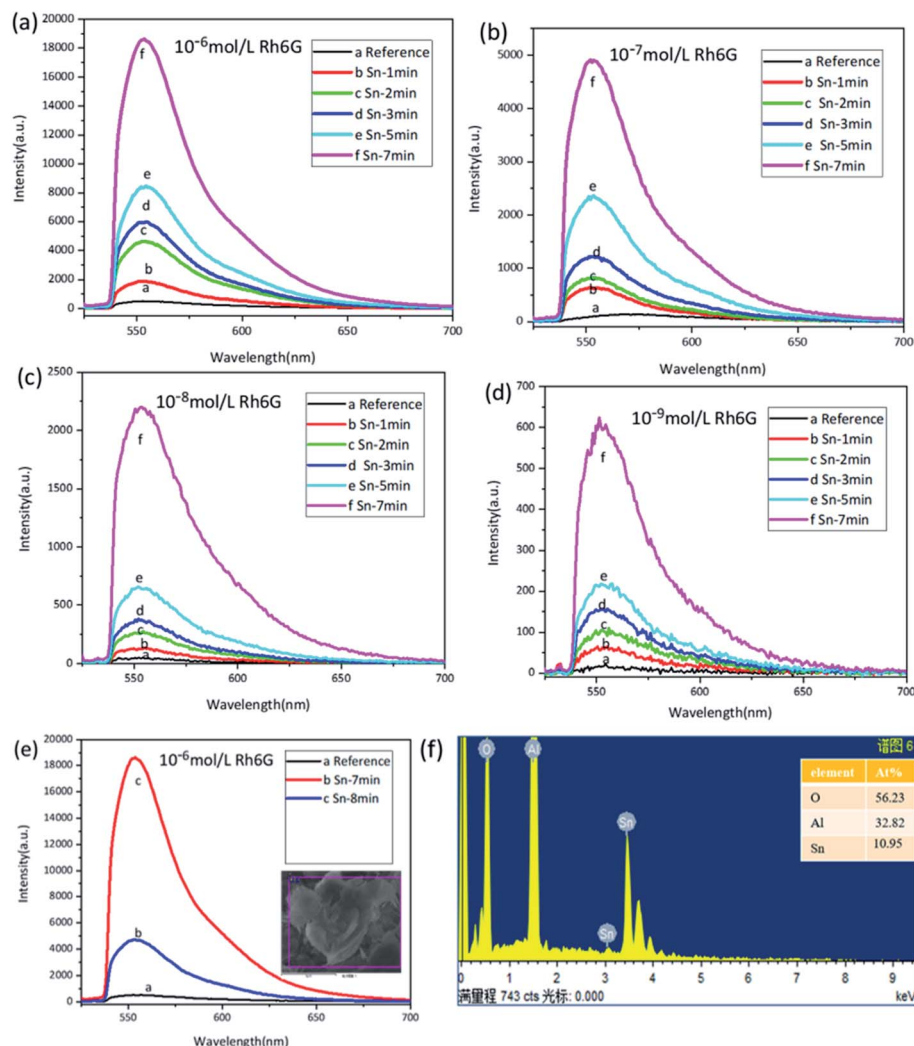 (a)
10⁻⁶mol/L Rh6G
a Reference
b Sn-1min
c Sn-2min
d Sn-3min
e Sn-5min
f Sn-7min
f
e
d
c
b
a
Intensity(a.u.)
20000
18000
16000
14000
12000
10000
8000
6000
4000
2000
0
550
600
650
700
Wavelength(nm)
(b)
10⁻⁷mol/L Rh6G
a Reference
b Sn-1min
c Sn-2min
d Sn-3min
e Sn-5min
f Sn-7min
f
e
d
c
b
a
Intensity(a.u.)
5000
4000
3000
2000
1000
0
550
600
650
700
Wavelength(nm)
(c)
10⁻⁸mol/L Rh6G
a Reference
b Sn-1min
c Sn-2min
d Sn-3min
e Sn-5min
f Sn-7min
f
e
d
c
b
a
Intensity(a.u.)
2500
2000
1500
1000
500
0
550
600
650
700
Wavelength(nm)
(d)
10⁻⁹mol/L Rh6G
a Reference
b Sn-1min
c Sn-2min
d Sn-3min
e Sn-5min
f Sn-7min
f
e
d
c
b
a
Intensity(a.u.)
700
600
500
400
300
200
100
0
550
600
650
700
Wavelength(nm)
(e)
10⁻⁶mol/L Rh6G
a Reference
b Sn-7min
c Sn-8min
c
b
a
Intensity(a.u.)
20000
18000
16000
14000
12000
10000
8000
6000
4000
2000
0
550
600
650
700
Wavelength(nm)
(f)
谱图 6
O
Al
Sn
Sn
element At%
O 56.23
Al 32.82
Sn 10.95
0 1 2 3 4 5 6 7 8 9
满量程 743 cts 光标: 0.000
keV